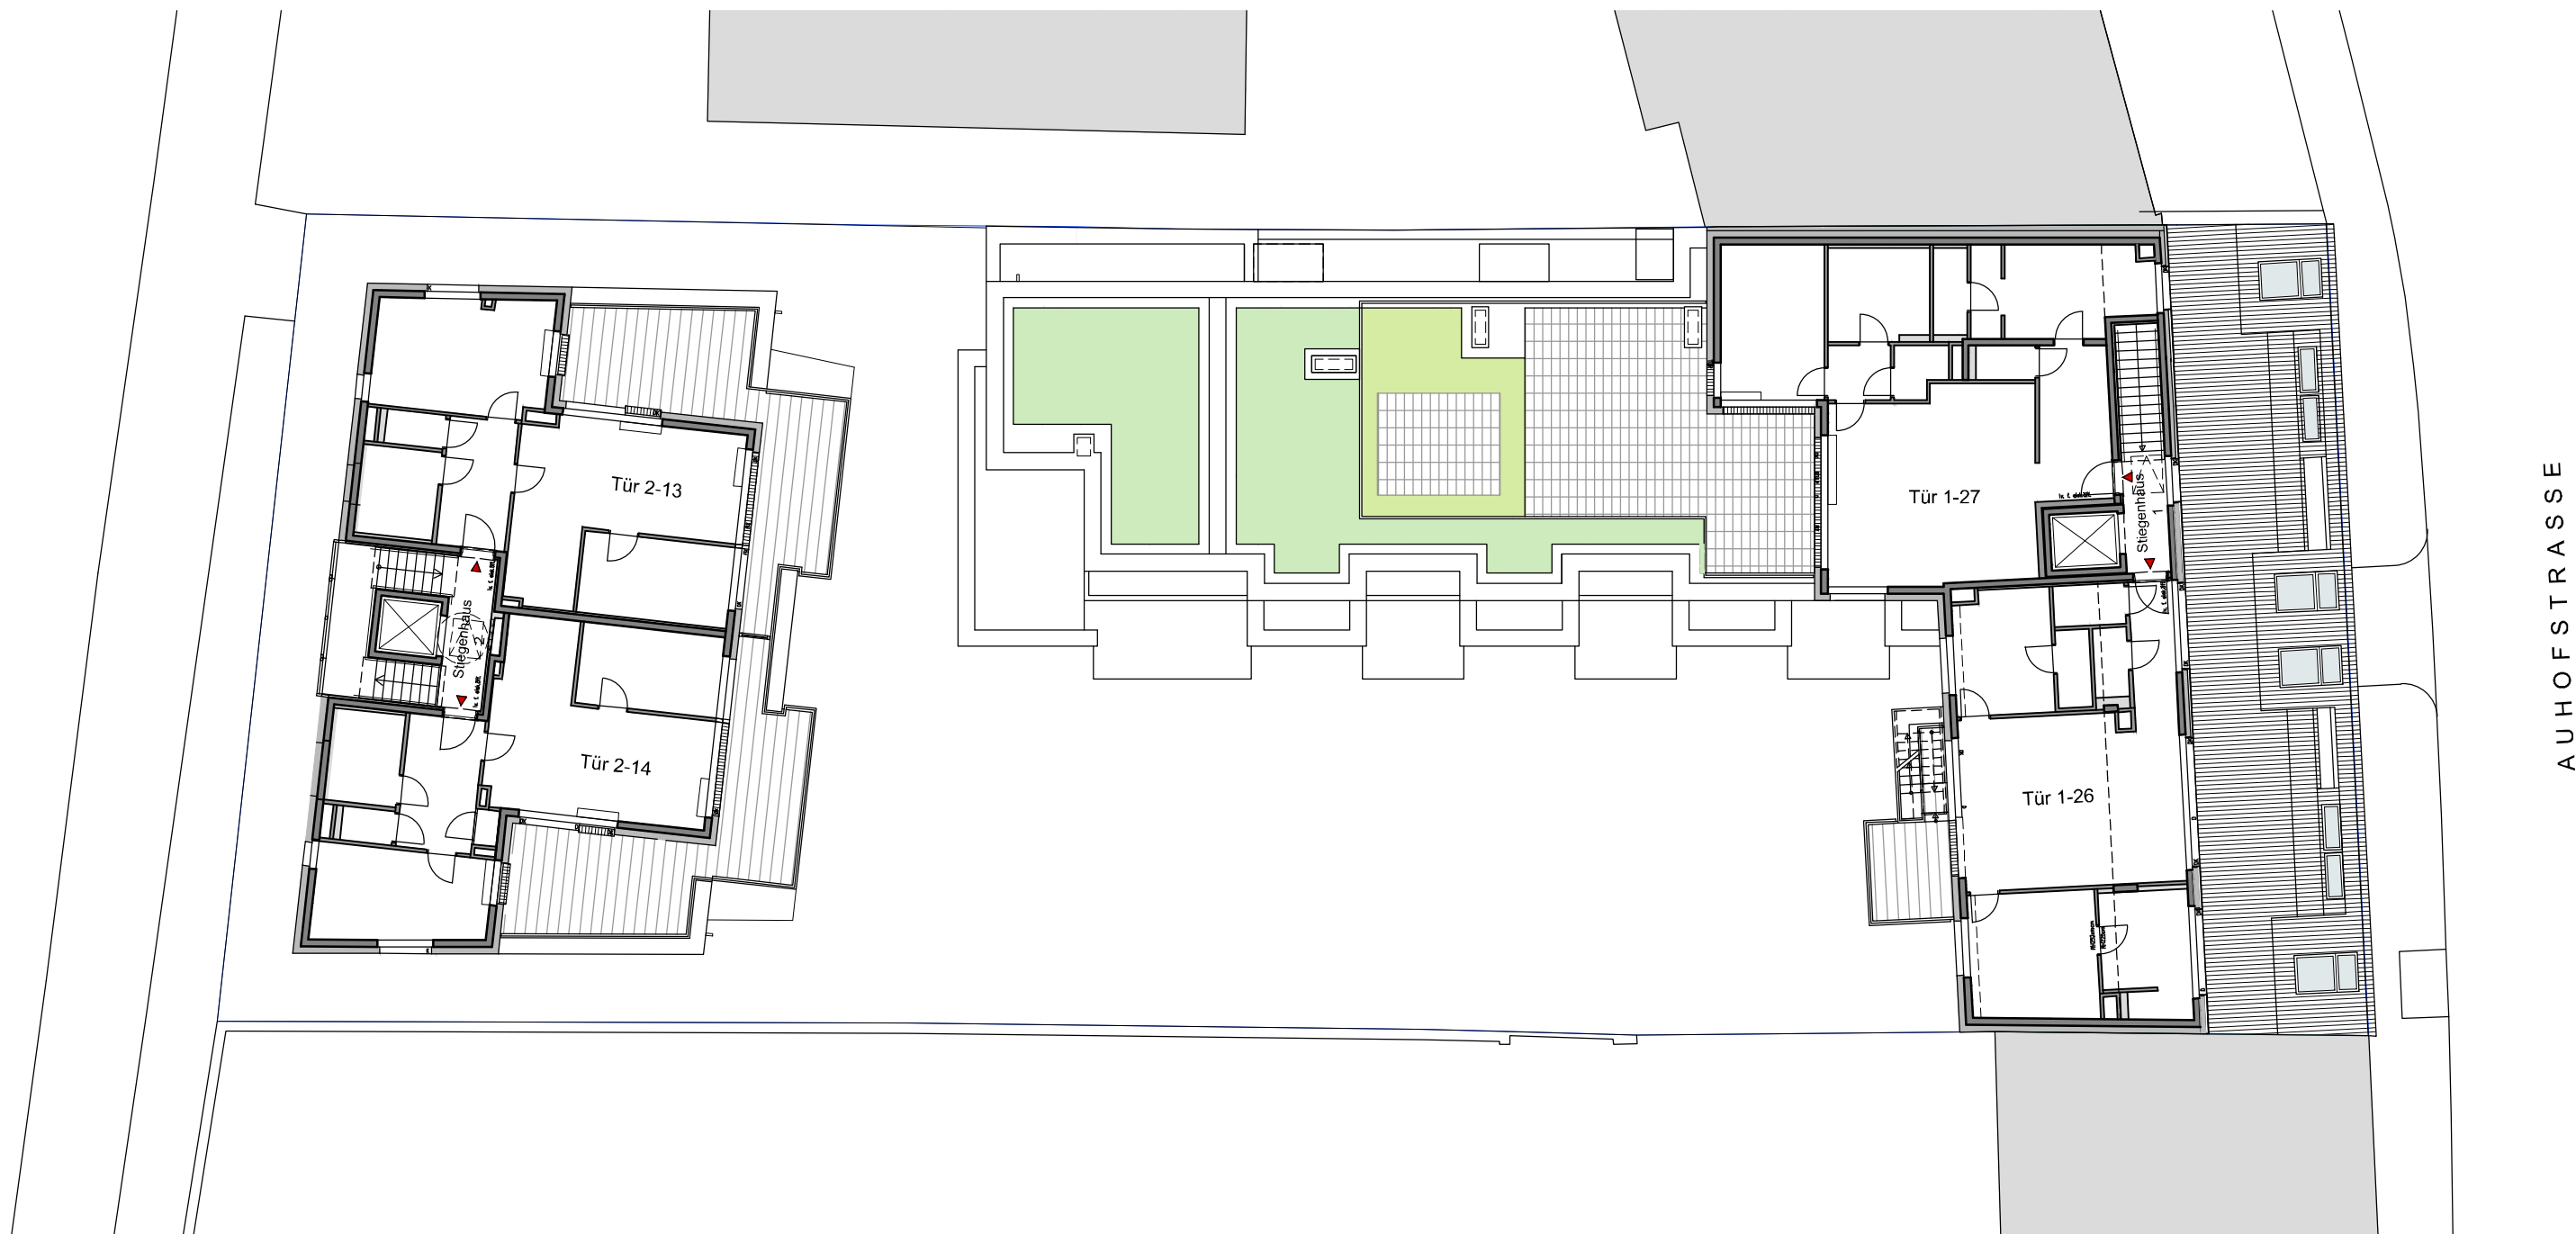 Tür 2-13
Stiegenhaus
2
Tür 2-14
Tür 1-27
Stiegenhaus
1
Tür 1-26
AUHOFSTRASSE